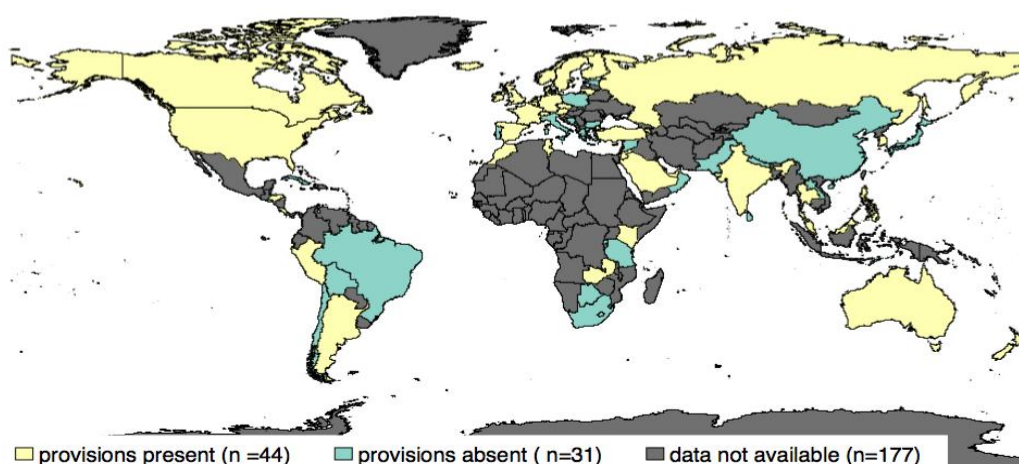 provisions present (n =44) provisions absent ( n=31) data not available (n=177)